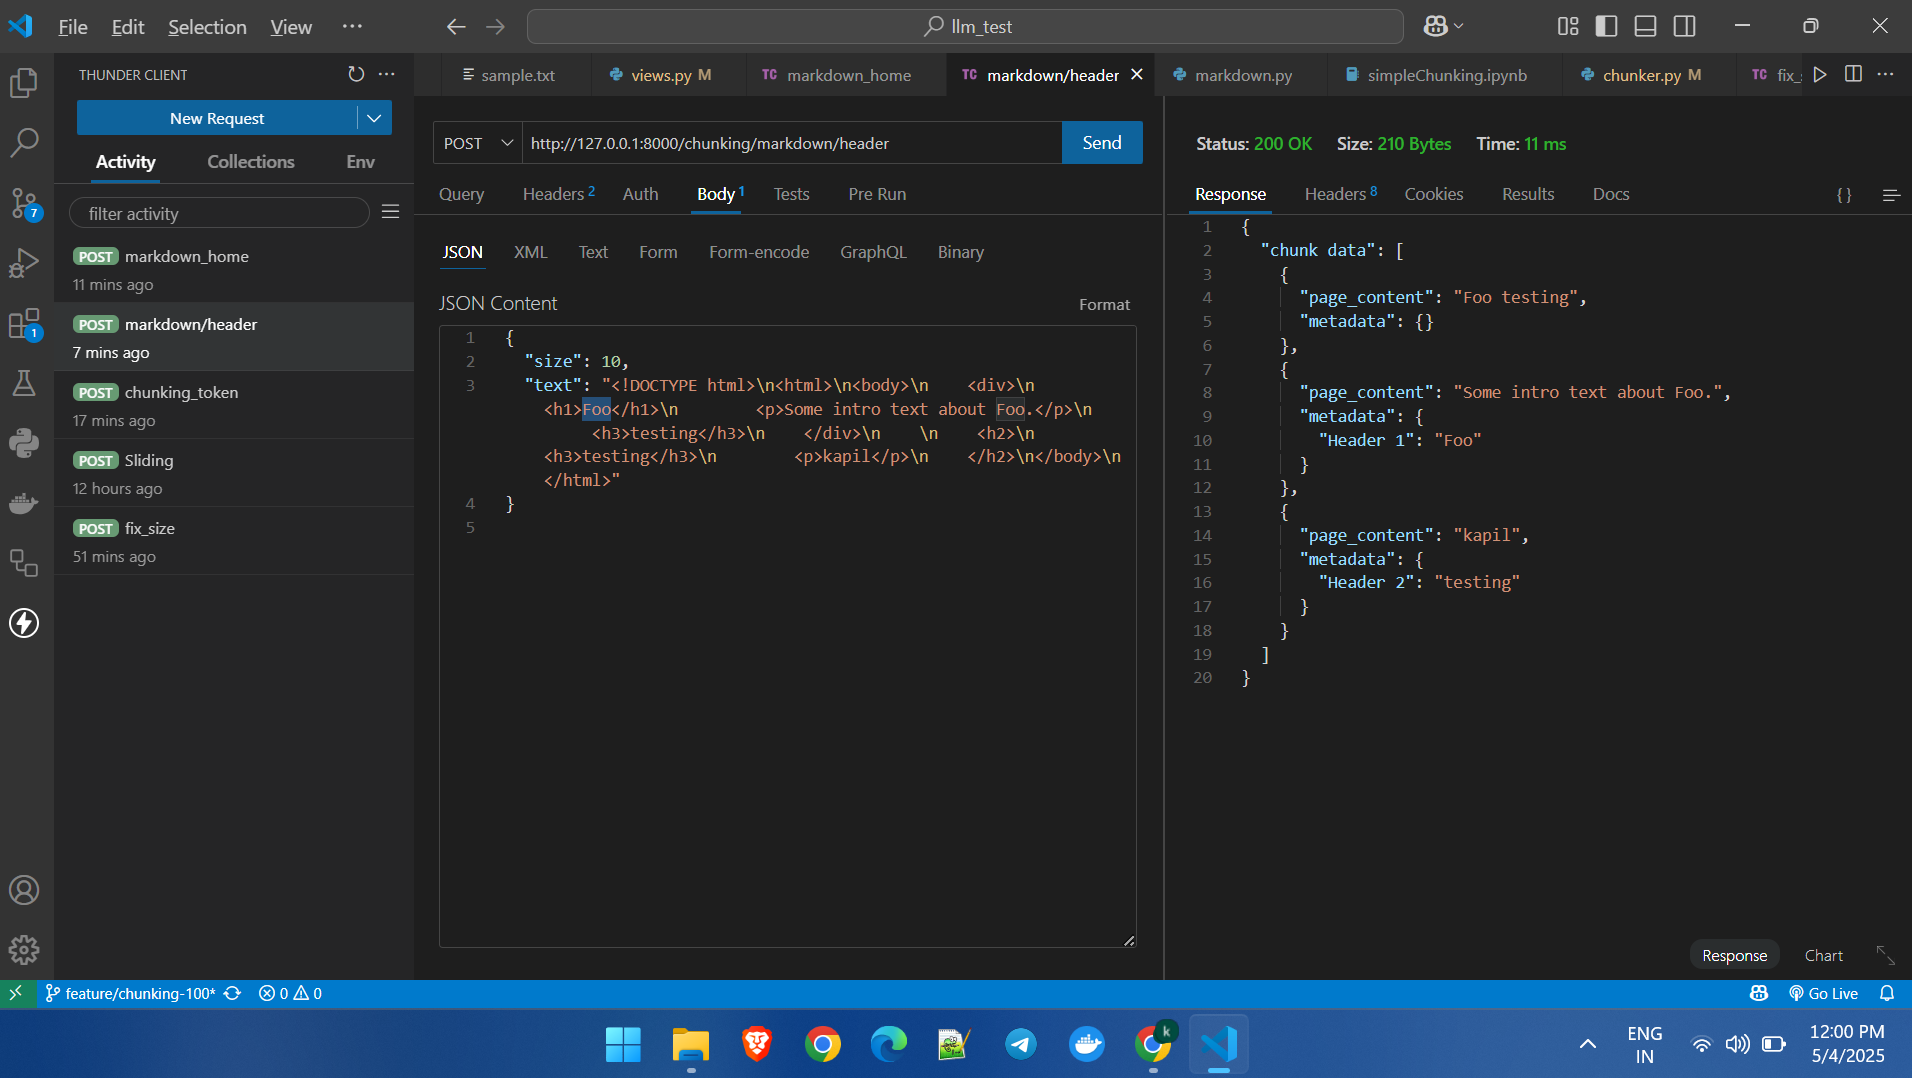 File Edit Selection View ··· llm_test
THUNDER CLIENT ···
New Request
Activity Collections Env
filter activity
POST markdown_home
11 mins ago
POST markdown/header
7 mins ago
POST chunking_token
17 mins ago
POST Sliding
12 hours ago
POST fix_size
51 mins ago
sample.txt views.py M TC markdown_home TC markdown/header markdown.py simpleChunking.ipynb chunker.py M TC fix_s ···
POST http://127.0.0.1:8000/chunking/markdown/header Send
Query Headers 2 Auth Body 1 Tests Pre Run
JSON XML Text Form Form-encode GraphQL Binary
JSON Content Format
1 {
2 "size": 10,
3 "text": "<!DOCTYPE html>\n<html>\n<body>\n    <div>\n
<h1>Foo</h1>\n        <p>Some intro text about Foo.</p>\n
<h3>testing</h3>\n    </div>\n    \n    <h2>\n
<h3>testing</h3>\n        <p>kapil</p>\n    </h2>\n</body>\n
</html>"
4 }
5
Status: 200 OK Size: 210 Bytes Time: 11 ms
Response Headers 8 Cookies Results Docs {}
1 {
2 "chunk data": [
3 {
4 "page_content": "Foo testing",
5 "metadata": {}
6 },
7 {
8 "page_content": "Some intro text about Foo.",
9 "metadata": {
10 "Header 1": "Foo"
11 }
12 },
13 {
14 "page_content": "kapil",
15 "metadata": {
16 "Header 2": "testing"
17 }
18 }
19 ]
20 }
Response Chart
7
1
feature/chunking-100* 0 0 Go Live
k
ENG
IN
12:00 PM
5/4/2025